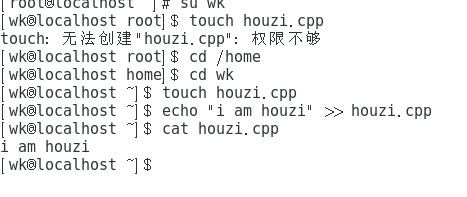 [root@localhost ~]# su wk
[wk@localhost root]$ touch houzi.cpp
touch: 无法创建"houzi.cpp": 权限不够
[wk@localhost root]$ cd /home
[wk@localhost home]$ cd wk
[wk@localhost ~]$ touch houzi.cpp
[wk@localhost ~]$ echo "i am houzi" >> houzi.cpp
[wk@localhost ~]$ cat houzi.cpp
i am houzi
[wk@localhost ~]$